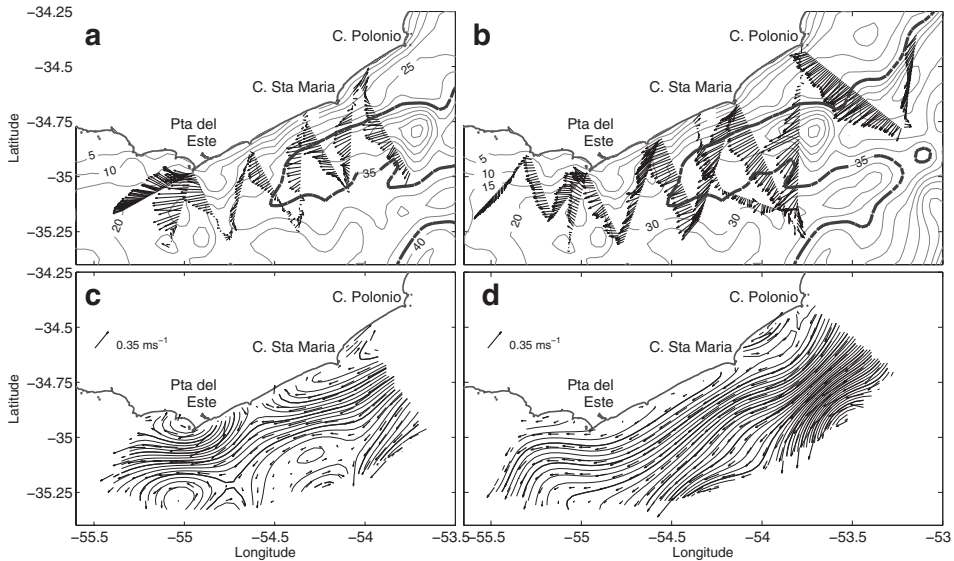 a
b
C. Polonio
C. Polonio
C. Sta Maria
C. Sta Maria
Pta del
Este
Pta del
Este
−34.25
−34.5
−34.75
−35
−35.25
Latitude
25
5
10
20
35
40
5
10
15
20
30
30
35
c
d
C. Polonio
C. Polonio
C. Sta Maria
C. Sta Maria
Pta del
Este
Pta del
Este
0.35 ms−1
0.35 ms−1
−34.25
−34.5
−34.75
−35
−35.25
Latitude
−55.5
−55
−54.5
−54
−53.5
−55.5
−55
−54.5
−54
−53.5
−53
Longitude
Longitude